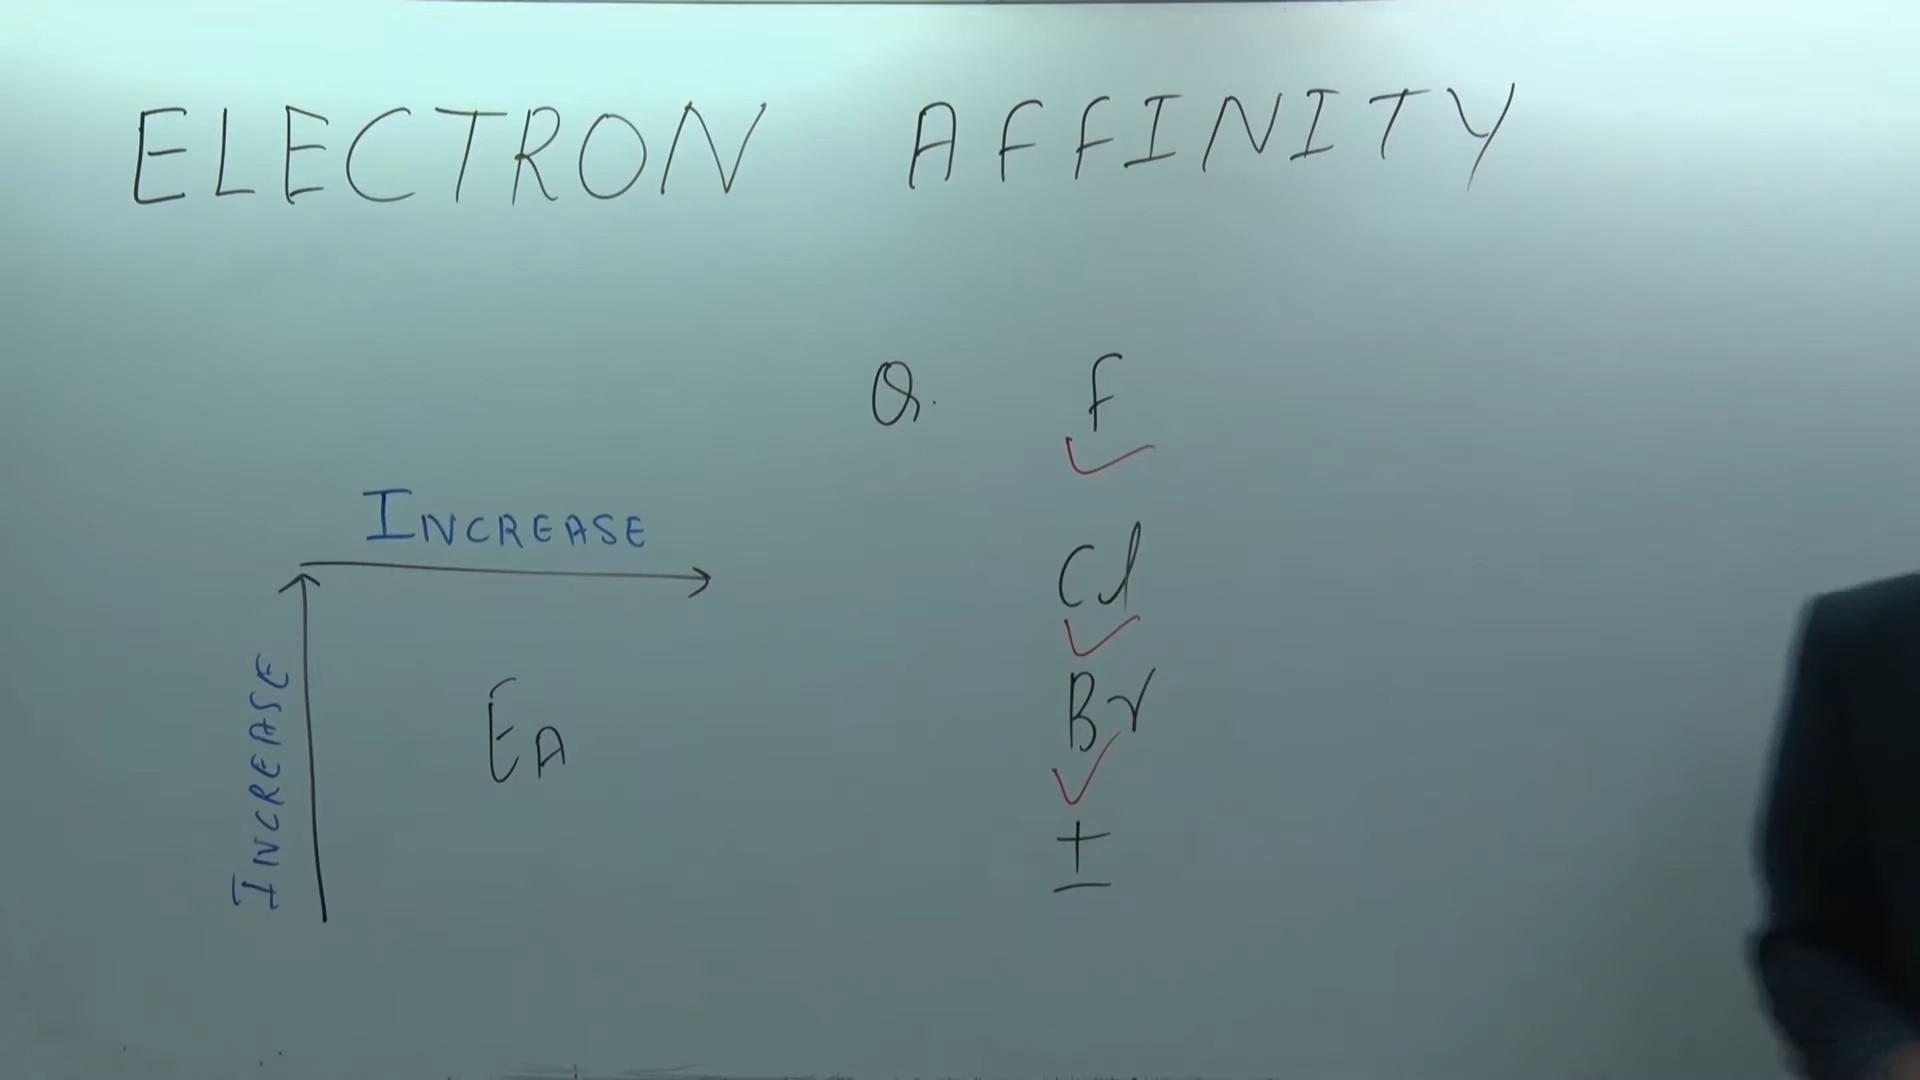 ELECTRON AFFINITY
Q. F
Cl
Br
I
INCREASE
INCREASE
EA